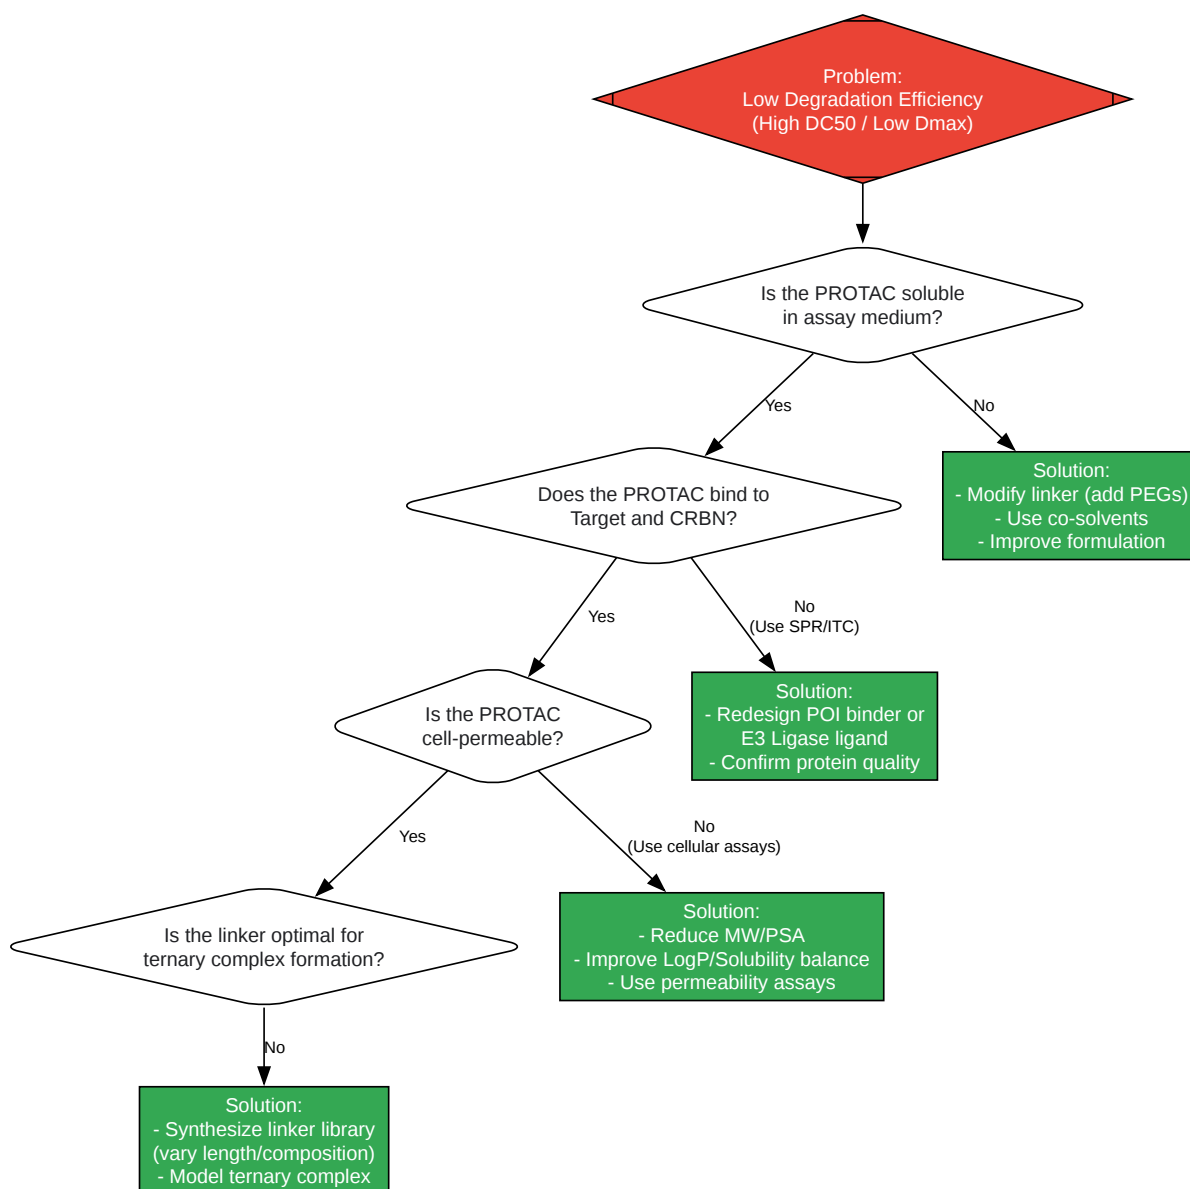 Problem:
Low Degradation Efficiency
(High DC50 / Low Dmax)
Is the PROTAC soluble
in assay medium?
Yes
No
Solution:
- Modify linker (add PEGs)
- Use co-solvents
- Improve formulation
Does the PROTAC bind to
Target and CRBN?
Yes
No
(Use SPR/ITC)
Solution:
- Redesign POI binder or
E3 Ligase ligand
- Confirm protein quality
Is the PROTAC
cell-permeable?
Yes
No
(Use cellular assays)
Solution:
- Reduce MW/PSA
- Improve LogP/Solubility balance
- Use permeability assays
Is the linker optimal for
ternary complex formation?
No
Solution:
- Synthesize linker library
(vary length/composition)
- Model ternary complex